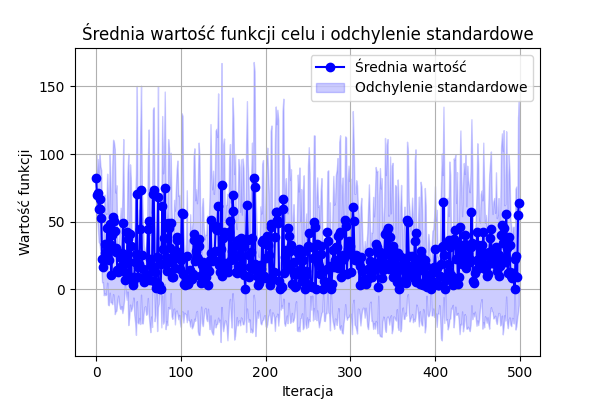 Średnia wartość funkcji celu i odchylenie standardowe
Średnia wartość
Odchylenie standardowe
Wartość funkcji
150
100
50
0
0 100 200 300 400 500
Iteracja